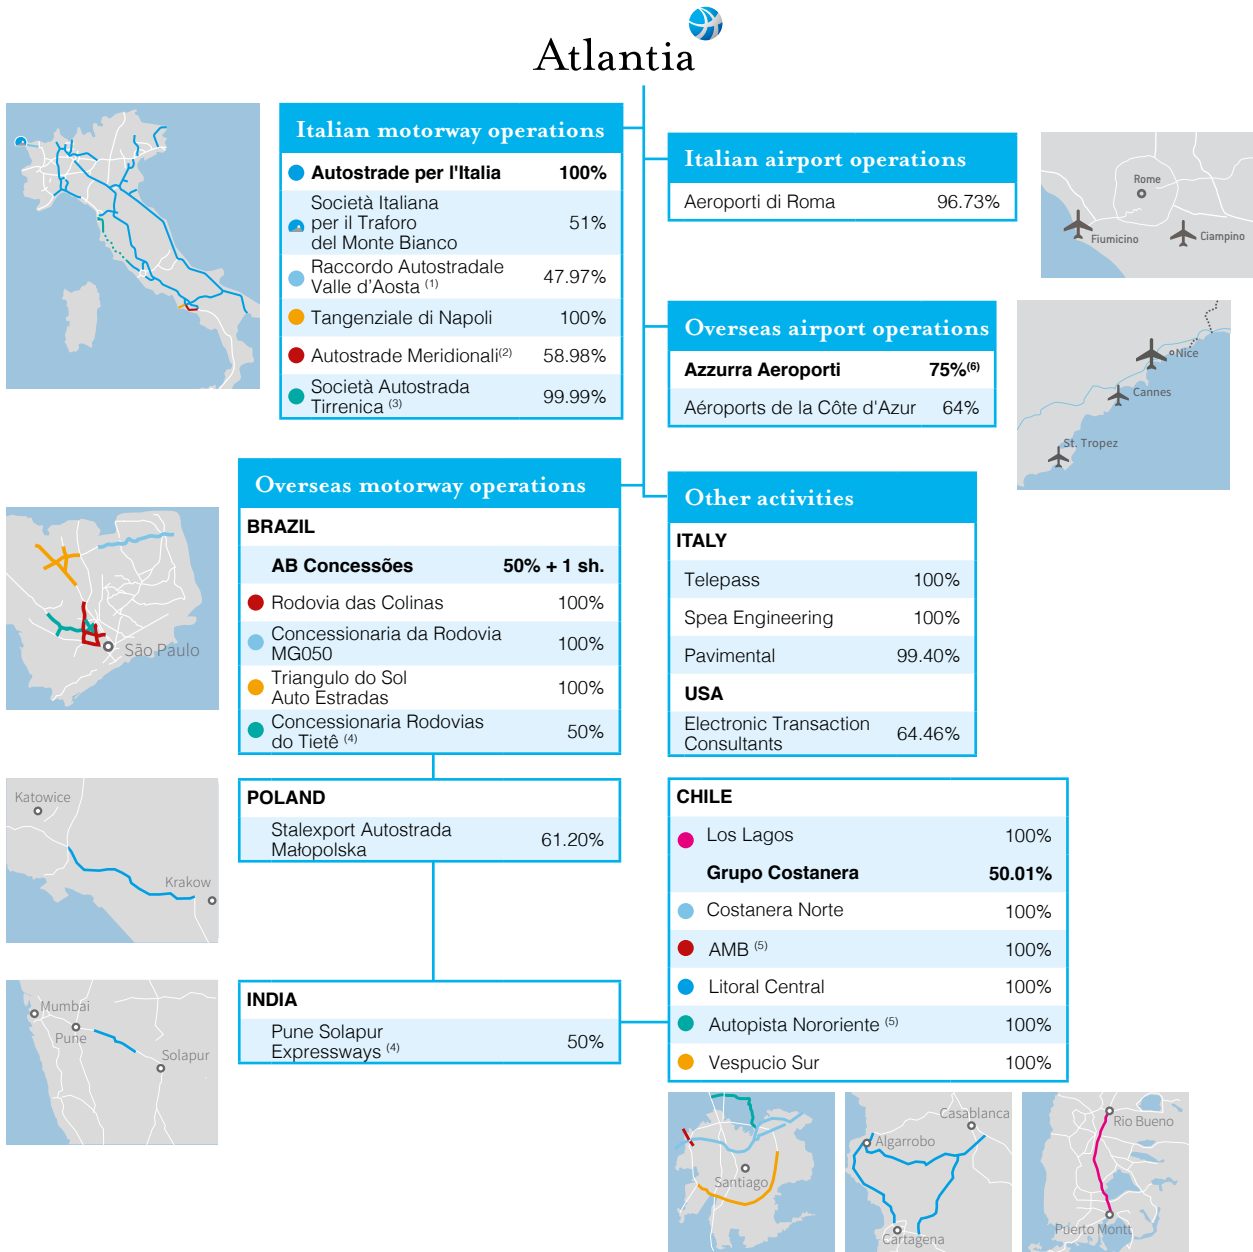 Atlantia
Italian motorway operations
Autostrade per l'Italia 100%
Società Italiana
per il Traforo
del Monte Bianco 51%
Raccordo Autostradale
Valle d'Aosta (1) 47.97%
Tangenziale di Napoli 100%
Autostrade Meridionali(2) 58.98%
Società Autostrada
Tirrenica (3) 99.99%
Italian airport operations
Aeroporti di Roma 96.73%
Rome
Fiumicino
Ciampino
Overseas airport operations
Azzurra Aeroporti 75%(6)
Aéroports de la Côte d'Azur 64%
Nice
Cannes
St. Tropez
Overseas motorway operations
BRAZIL
AB Concessões 50% + 1 sh.
Rodovia das Colinas 100%
Concessionaria da Rodovia
MG050 100%
Triangulo do Sol
Auto Estradas 100%
Concessionaria Rodovias
do Tietê (4) 50%
São Paulo
Other activities
ITALY
Telepass 100%
Spea Engineering 100%
Pavimental 99.40%
USA
Electronic Transaction
Consultants 64.46%
Katowice
Krakow
POLAND
Stalexport Autostrada
Małopolska 61.20%
CHILE
Los Lagos 100%
Grupo Costanera 50.01%
Costanera Norte 100%
AMB (5) 100%
Litoral Central 100%
Autopista Nororiente (5) 100%
Vespucio Sur 100%
Mumbai
Pune
Solapur
INDIA
Pune Solapur
Expressways (4) 50%
Santiago
Casablanca
Algarrobo
Cartagena
Rio Bueno
Puerto Montt